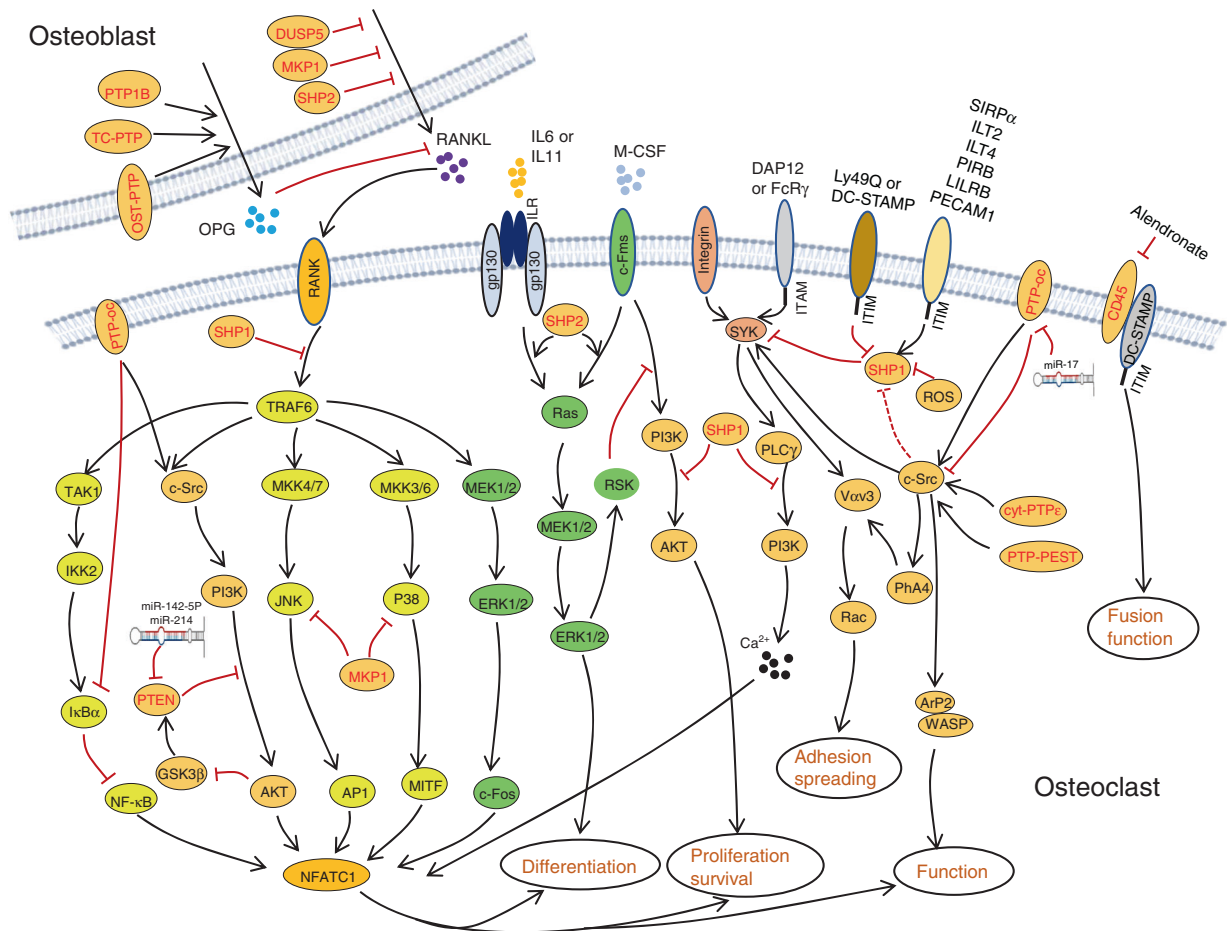 Osteoblast
DUSP5
MKP1
SHP2
PTP1B
TC-PTP
OST-PTP
OPG
RANKL
IL6 or
IL11
ILR
gp130
gp130
M-CSF
c-Fms
Integrin
DAP12
or FcRγ
ITAM
Ly49Q or
DC-STAMP
ITIM
SIRPα
ILT2
ILT4
PIRB
LILRB
PECAM1
ITIM
Alendronate
CD45
DC-STAMP
ITIM
PTP-oc
miR-17
PTP-oc
RANK
SHP1
SHP2
SYK
SHP1
ROS
TRAF6
Ras
PI3K
SHP1
PLCγ
TAK1
c-Src
MKK4/7
MKK3/6
MEK1/2
RSK
Vαv3
c-Src
cyt-PTPε
PTP-PEST
MEK1/2
AKT
PI3K
IKK2
PI3K
JNK
P38
ERK1/2
ERK1/2
PhA4
Rac
miR-142-5P
miR-214
Fusion
function
Ca2+
MKP1
PTEN
IκBα
ArP2
WASP
GSK3β
Adhesion
spreading
NF-κB
AKT
AP1
MITF
c-Fos
Osteoclast
NFATC1
Differentiation
Proliferation
survival
Function